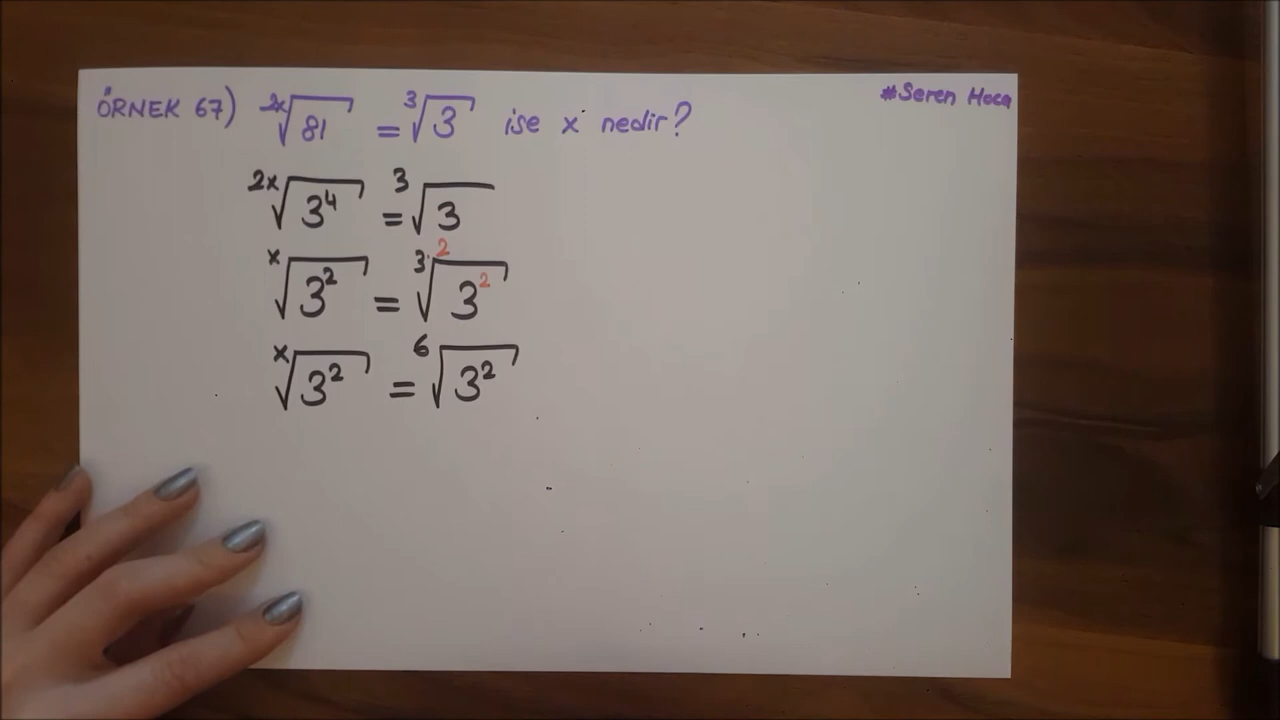 ÖRNEK 67) ²ˣ√81 = ³√3 ise x nedir? #Seren Hoca
²ˣ√3⁴ = ³√3
ˣ√3² = ³·²√3²
ˣ√3² = ⁶√3²